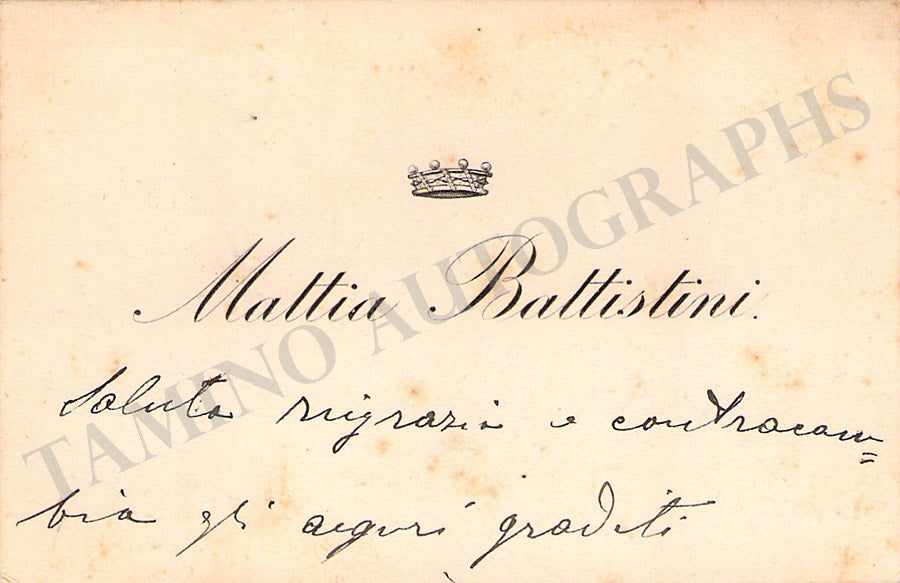 Mattia Battistini.
Saluta ringrazia e contracam=
bia gli auguri graditi
TAMINO AUTOGRAPHS